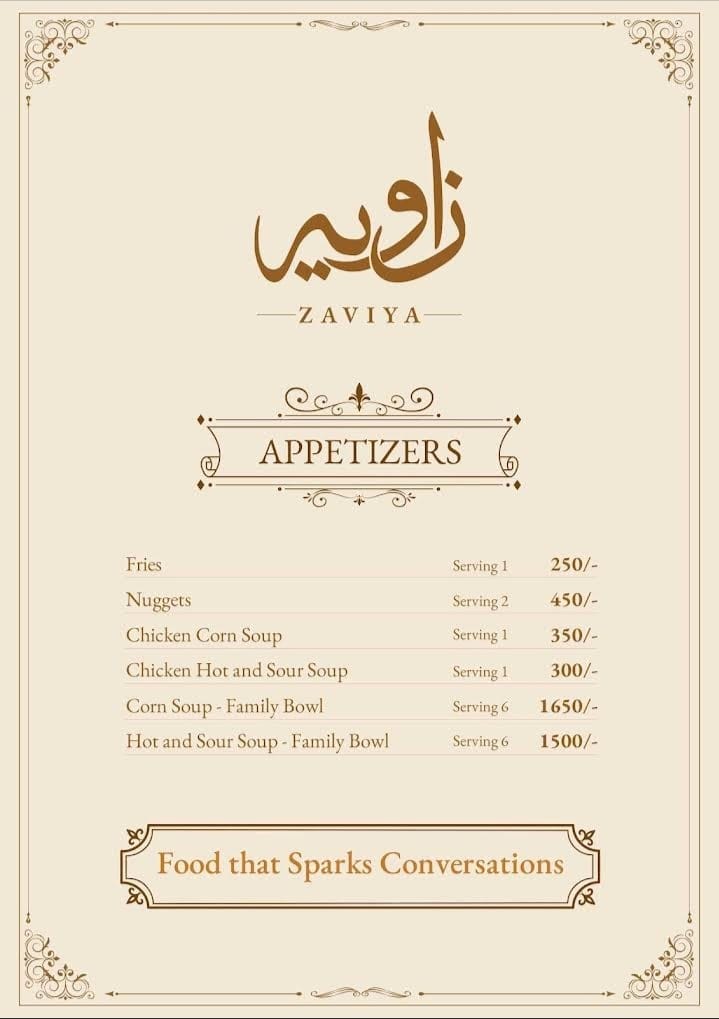 زاویہ
ZAVIYA
APPETIZERS
Fries Serving 1 250/-
Nuggets Serving 2 450/-
Chicken Corn Soup Serving 1 350/-
Chicken Hot and Sour Soup Serving 1 300/-
Corn Soup - Family Bowl Serving 6 1650/-
Hot and Sour Soup - Family Bowl Serving 6 1500/-
Food that Sparks Conversations